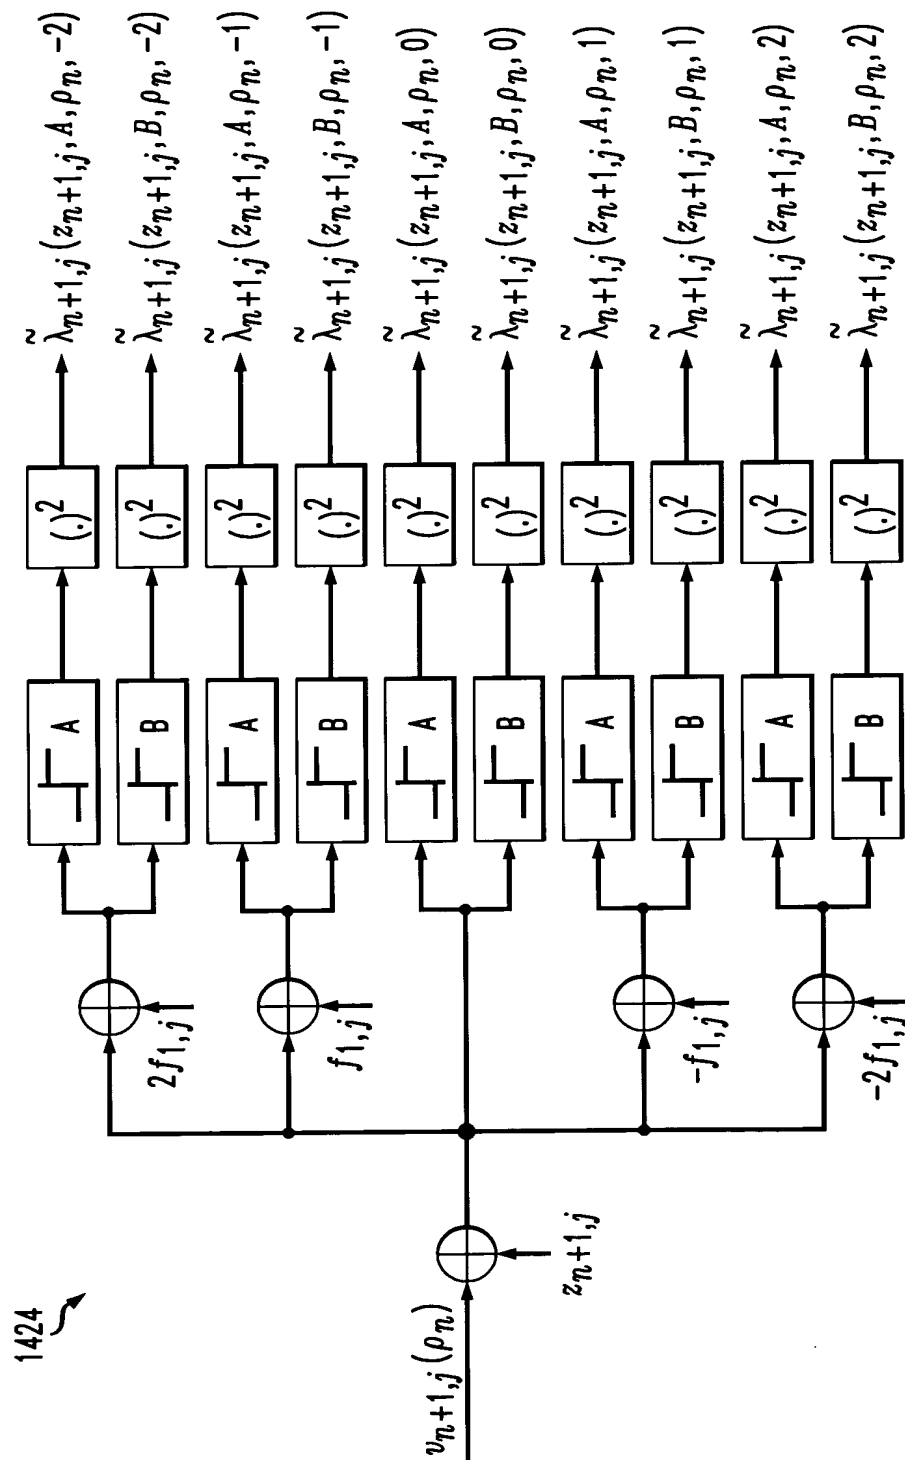 1424
v_{n+1,j}(ρ_n)
z_{n+1,j}
2f_{1,j}
f_{1,j}
-f_{1,j}
-2f_{1,j}
A
B
A
B
A
B
A
B
A
B
(.)²
(.)²
(.)²
(.)²
(.)²
(.)²
(.)²
(.)²
(.)²
(.)²
λ̃_{n+1,j}(z_{n+1,j},A,ρ_n,-2)
λ̃_{n+1,j}(z_{n+1,j},B,ρ_n,-2)
λ̃_{n+1,j}(z_{n+1,j},A,ρ_n,-1)
λ̃_{n+1,j}(z_{n+1,j},B,ρ_n,-1)
λ̃_{n+1,j}(z_{n+1,j},A,ρ_n,0)
λ̃_{n+1,j}(z_{n+1,j},B,ρ_n,0)
λ̃_{n+1,j}(z_{n+1,j},A,ρ_n,1)
λ̃_{n+1,j}(z_{n+1,j},B,ρ_n,1)
λ̃_{n+1,j}(z_{n+1,j},A,ρ_n,2)
λ̃_{n+1,j}(z_{n+1,j},B,ρ_n,2)